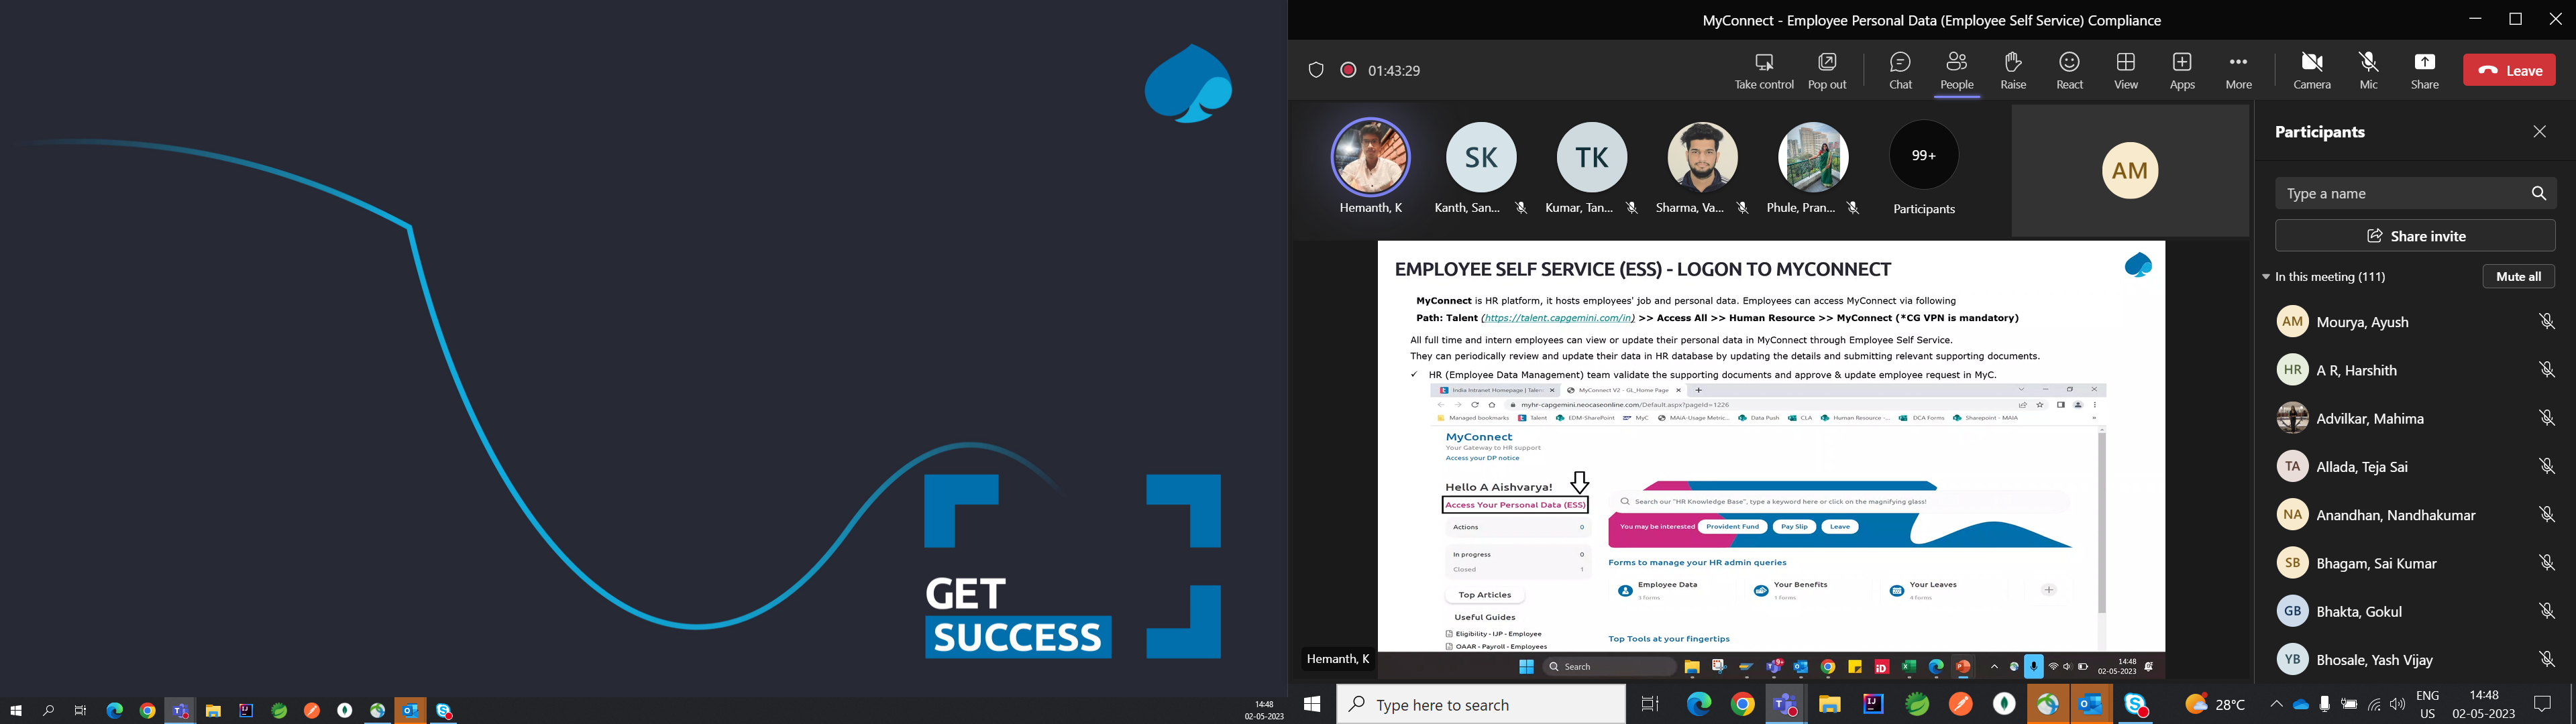 GET
SUCCESS
14:48
02-05-2023
MyConnect - Employee Personal Data (Employee Self Service) Compliance
01:43:29
Take control
Pop out
Chat
People
Raise
React
View
Apps
More
Camera
Mic
Share
Leave
SK
TK
99+
Hemanth, K
Kanth, San...
Kumar, Tan...
Sharma, Va...
Phule, Pran...
Participants
AM
EMPLOYEE SELF SERVICE (ESS) - LOGON TO MYCONNECT
MyConnect is HR platform, it hosts employees' job and personal data. Employees can access MyConnect via following
Path: Talent (https://talent.capgemini.com/in) >> Access All >> Human Resource >> MyConnect (*CG VPN is mandatory)
All full time and intern employees can view or update their personal data in MyConnect through Employee Self Service.
They can periodically review and update their data in HR database by updating the details and submitting relevant supporting documents.
✓ HR (Employee Data Management) team validate the supporting documents and approve & update employee request in MyC.
India Intranet Homepage | Talen
MyConnect V2 - GL_Home Page
myhr-capgemini.neocaseonline.com/Default.aspx?pageid=1226
Managed bookmarks
Talent
EDM-SharePoint
MyC
MAIA-Usage Metric...
Data Push
CLA
Human Resource -...
DCA Forms
Sharepoint - MAIA
MyConnect
Your Gateway to HR support
Access your DP notice
Hello A Aishvarya!
Access Your Personal Data (ESS)
Actions 0
In progress 0
Closed 1
Top Articles
Useful Guides
Eligibility - IJP - Employee
OAAR - Payroll - Employees
Search our "HR Knowledge Base", type a keyword here or click on the magnifying glass!
You may be interested
Provident Fund
Pay Slip
Leave
Forms to manage your HR admin queries
Employee Data
3 forms
Your Benefits
1 forms
Your Leaves
4 forms
Top Tools at your fingertips
Hemanth, K
Search
14:48
02-05-2023
Participants
Type a name
Share invite
In this meeting (111)
Mute all
AM Mourya, Ayush
HR A R, Harshith
Advilkar, Mahima
TA Allada, Teja Sai
NA Anandhan, Nandhakumar
SB Bhagam, Sai Kumar
GB Bhakta, Gokul
YB Bhosale, Yash Vijay
Type here to search
28°C
ENG
US
14:48
02-05-2023